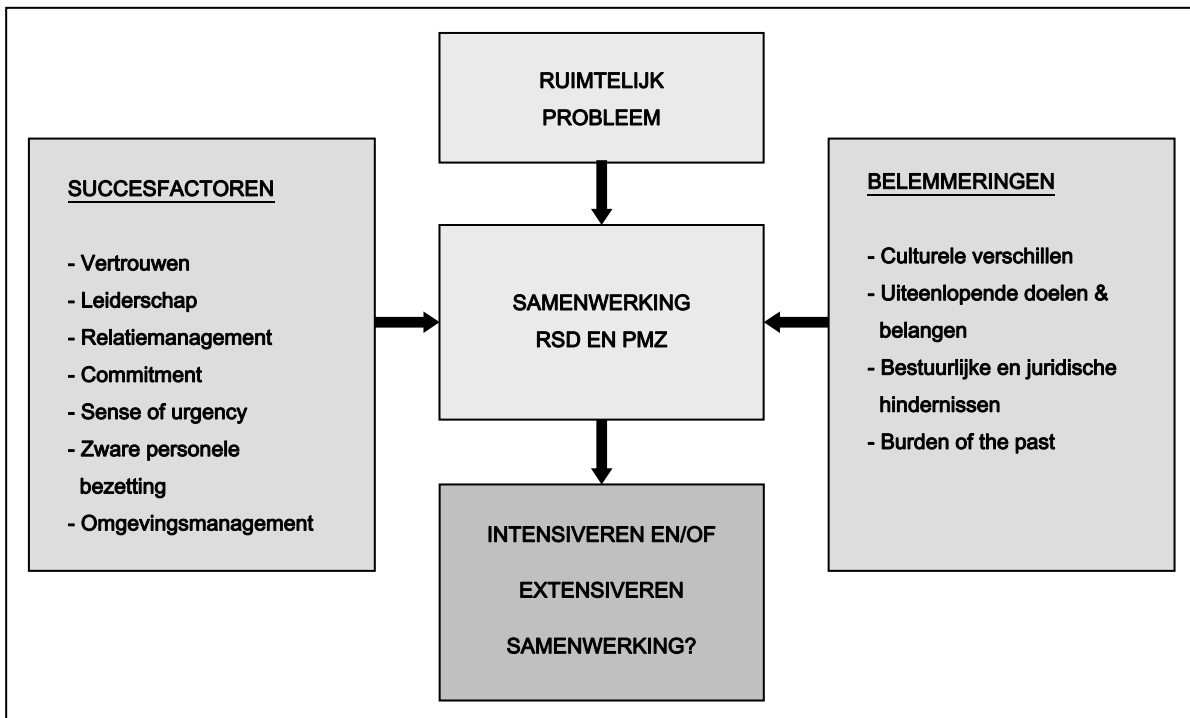 RUIMTELIJK
PROBLEEM
SUCCESFACTOREN
- Vertrouwen
- Leiderschap
- Relatiemanagement
- Commitment
- Sense of urgency
- Zware personele
bezetting
- Omgevingsmanagement
SAMENWERKING
RSD EN PMZ
BELEMMERINGEN
- Culturele verschillen
- Uiteenlopende doelen &
belangen
- Bestuurlijke en juridische
hindernissen
- Burden of the past
INTENSIVEREN EN/OF
EXTENSIVEREN
SAMENWERKING?